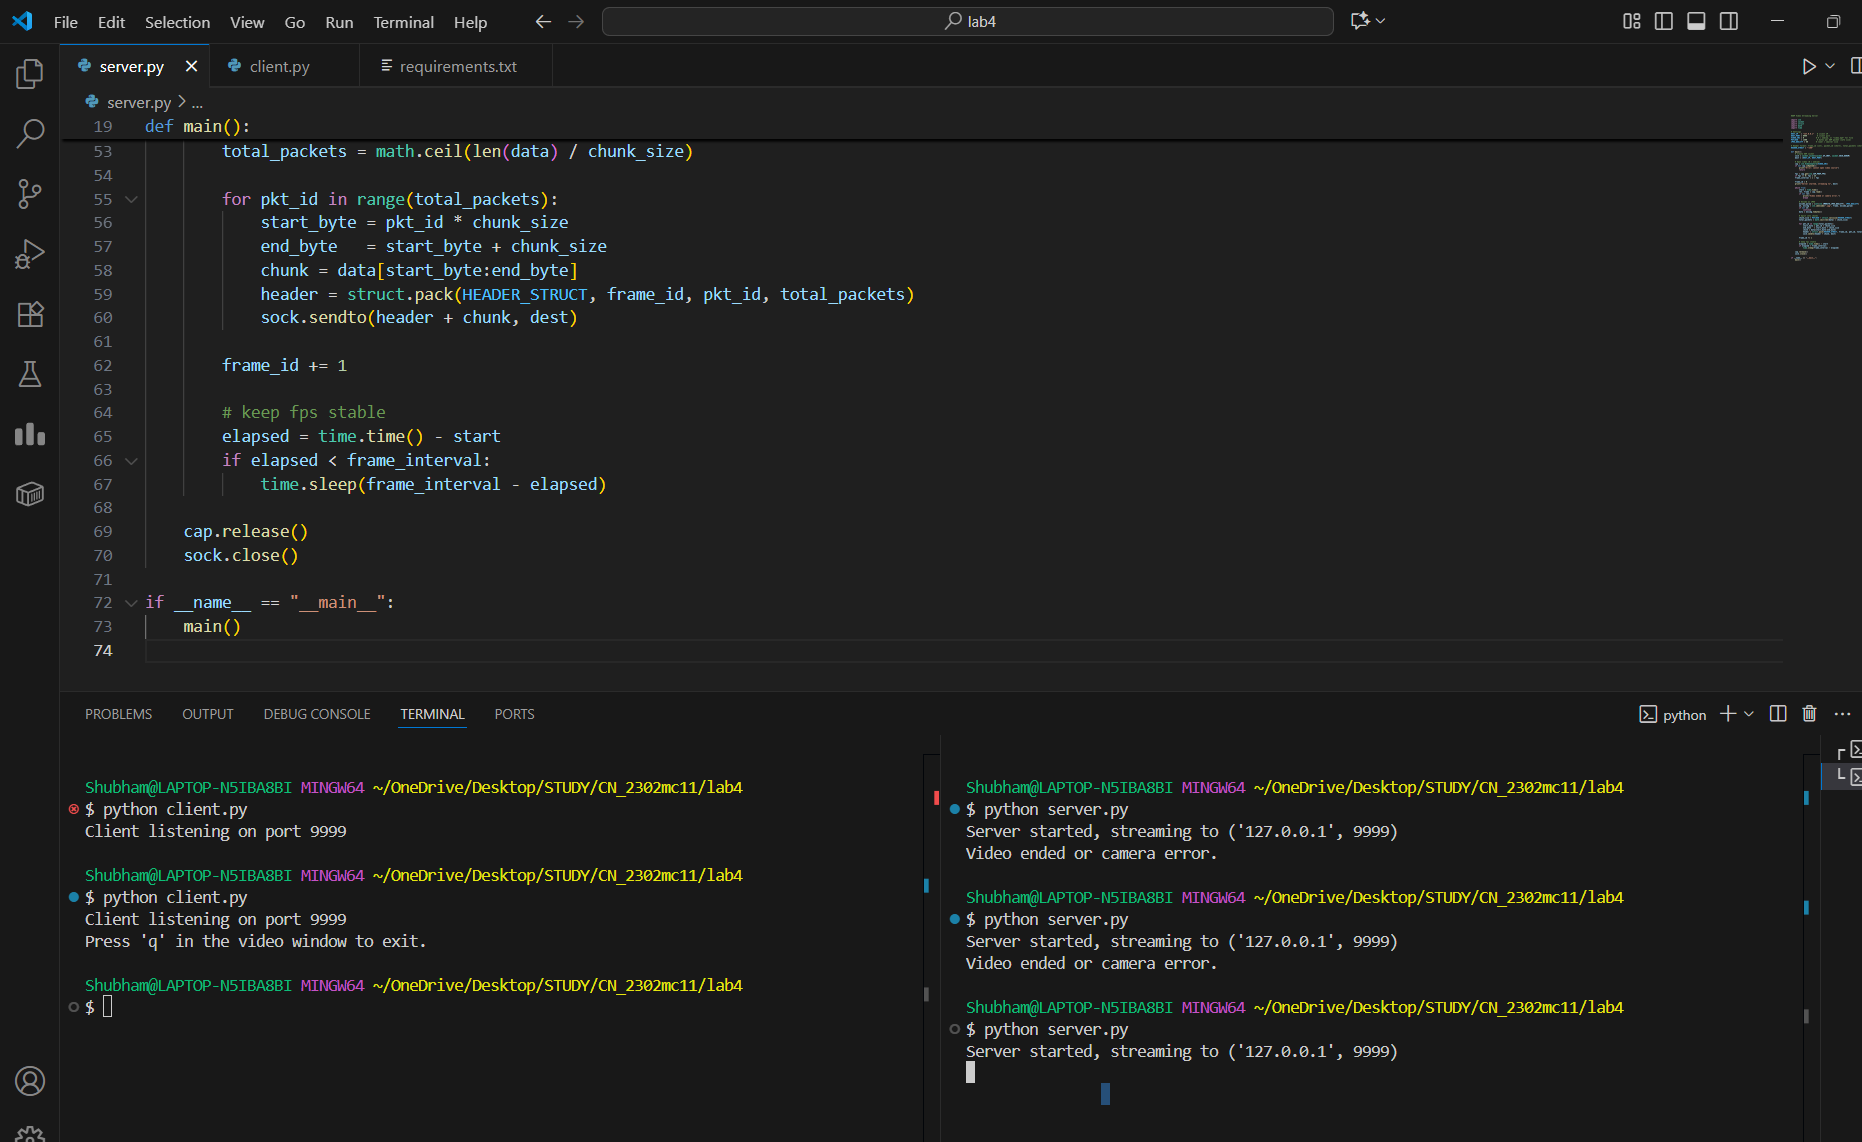 File Edit Selection View Go Run Terminal Help
lab4
server.py
client.py
requirements.txt
server.py > ...
19 def main():
53 total_packets = math.ceil(len(data) / chunk_size)
54
55 for pkt_id in range(total_packets):
56 start_byte = pkt_id * chunk_size
57 end_byte   = start_byte + chunk_size
58 chunk = data[start_byte:end_byte]
59 header = struct.pack(HEADER_STRUCT, frame_id, pkt_id, total_packets)
60 sock.sendto(header + chunk, dest)
61
62 frame_id += 1
63
64 # keep fps stable
65 elapsed = time.time() - start
66 if elapsed < frame_interval:
67 time.sleep(frame_interval - elapsed)
68
69 cap.release()
70 sock.close()
71
72 if __name__ == "__main__":
73 main()
74
PROBLEMS OUTPUT DEBUG CONSOLE TERMINAL PORTS
python
Shubham@LAPTOP-N5IBA8BI MINGW64 ~/OneDrive/Desktop/STUDY/CN_2302mc11/lab4
$ python client.py
Client listening on port 9999
Shubham@LAPTOP-N5IBA8BI MINGW64 ~/OneDrive/Desktop/STUDY/CN_2302mc11/lab4
$ python client.py
Client listening on port 9999
Press 'q' in the video window to exit.
Shubham@LAPTOP-N5IBA8BI MINGW64 ~/OneDrive/Desktop/STUDY/CN_2302mc11/lab4
$
Shubham@LAPTOP-N5IBA8BI MINGW64 ~/OneDrive/Desktop/STUDY/CN_2302mc11/lab4
$ python server.py
Server started, streaming to ('127.0.0.1', 9999)
Video ended or camera error.
Shubham@LAPTOP-N5IBA8BI MINGW64 ~/OneDrive/Desktop/STUDY/CN_2302mc11/lab4
$ python server.py
Server started, streaming to ('127.0.0.1', 9999)
Video ended or camera error.
Shubham@LAPTOP-N5IBA8BI MINGW64 ~/OneDrive/Desktop/STUDY/CN_2302mc11/lab4
$ python server.py
Server started, streaming to ('127.0.0.1', 9999)